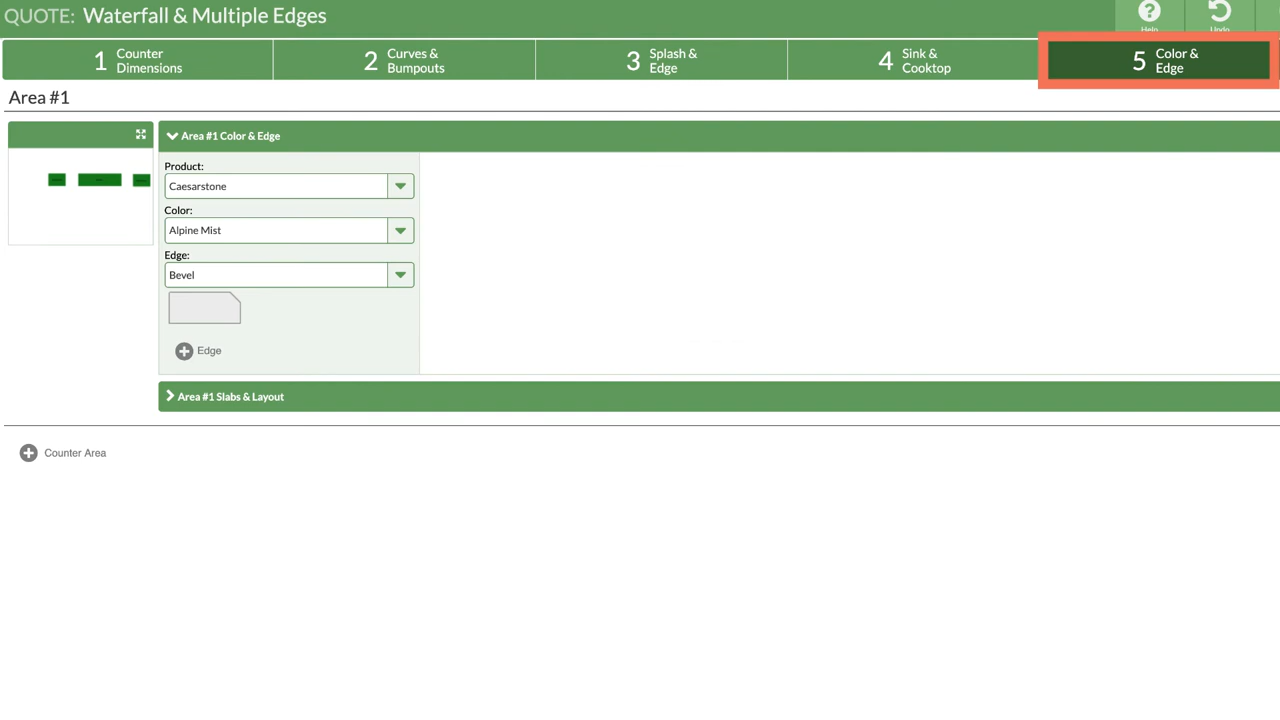 QUOTE: Waterfall & Multiple Edges
Help
Undo
1 Counter Dimensions
2 Curves & Bumpouts
3 Splash & Edge
4 Sink & Cooktop
5 Color & Edge
Area #1
Area #1 Color & Edge
Product:
Caesarstone
Color:
Alpine Mist
Edge:
Bevel
Edge
Area #1 Slabs & Layout
Counter Area